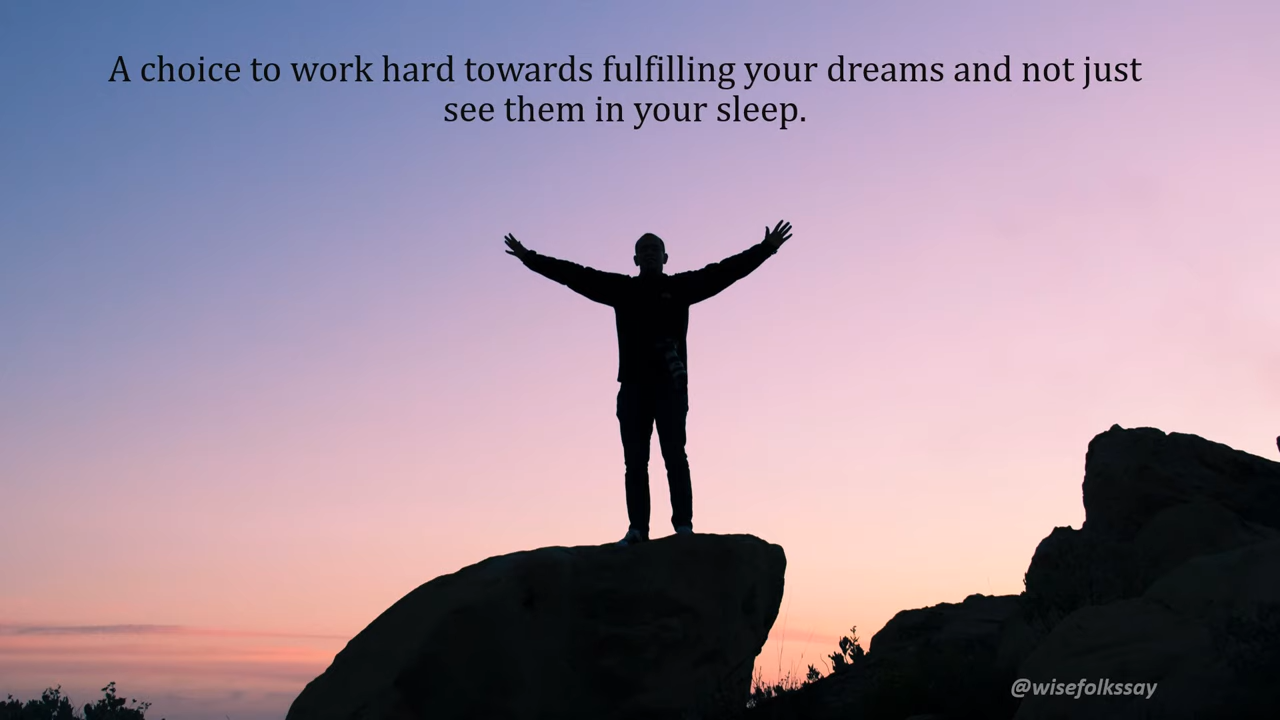 A choice to work hard towards fulfilling your dreams and not just
see them in your sleep.
@wisefolkssay